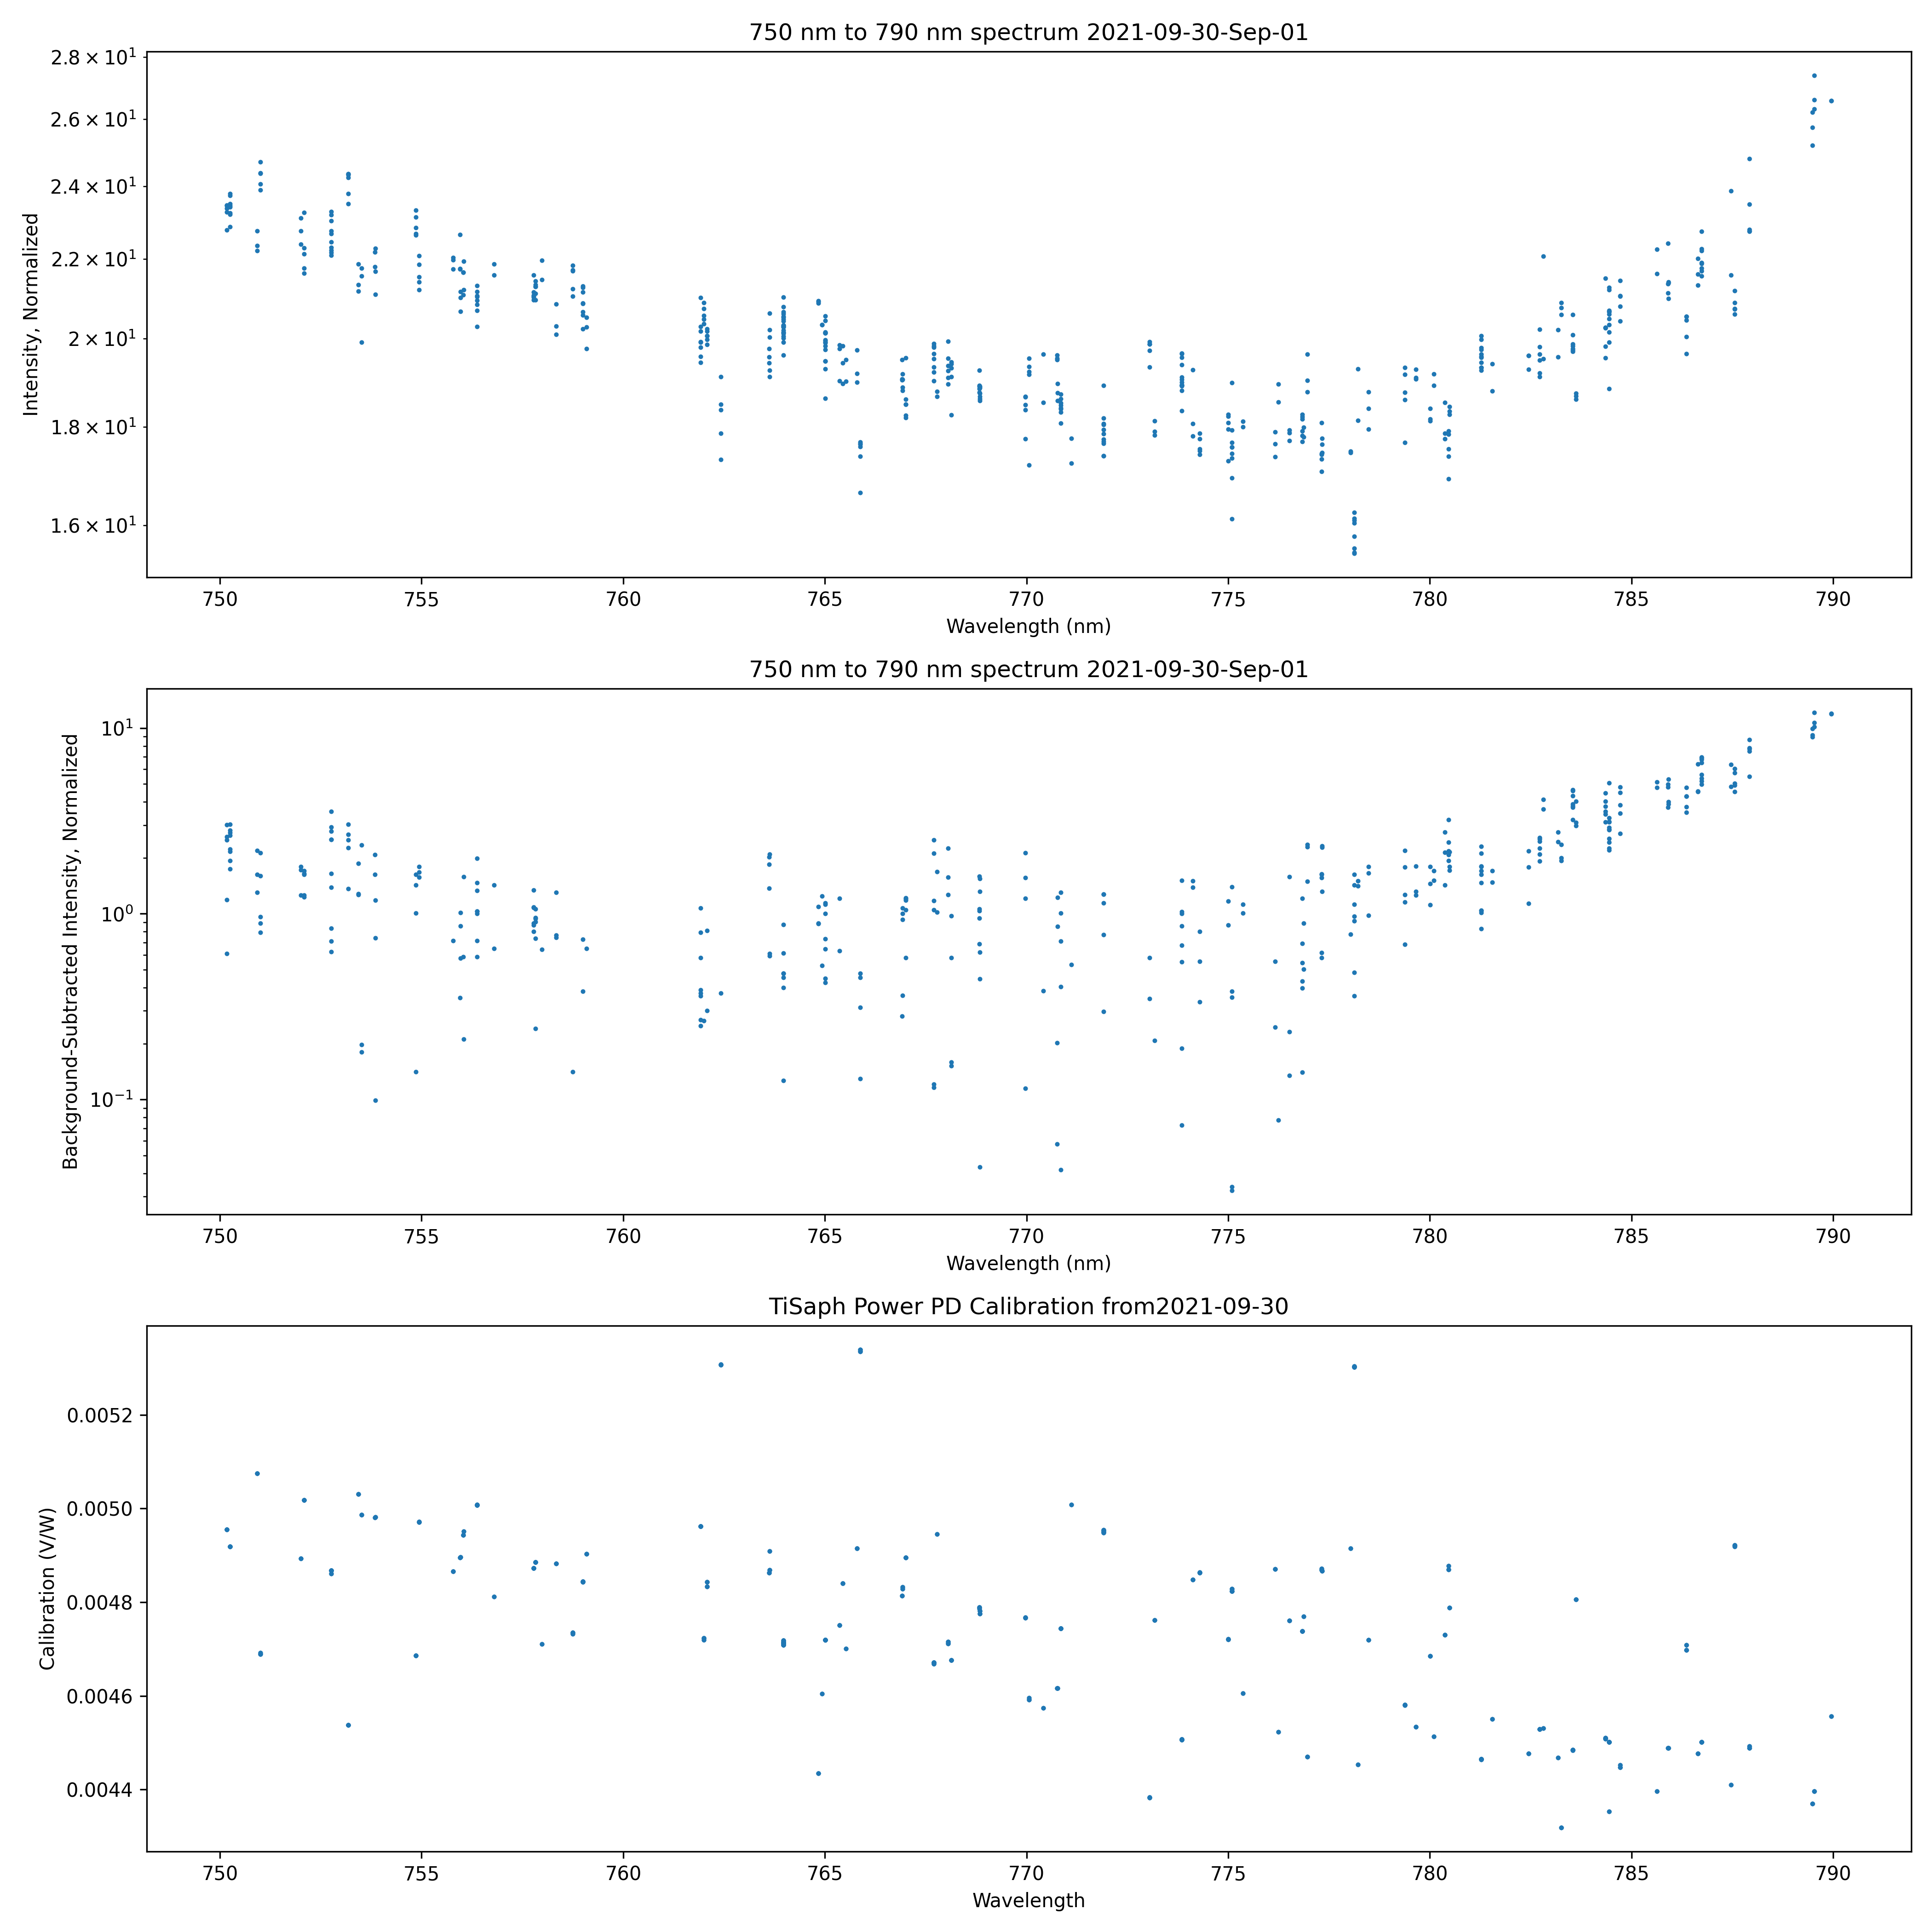 750 nm to 790 nm spectrum 2021-09-30-Sep-01
Intensity, Normalized
2.8 × 10¹
2.6 × 10¹
2.4 × 10¹
2.2 × 10¹
2 × 10¹
1.8 × 10¹
1.6 × 10¹
750 755 760 765 770 775 780 785 790
Wavelength (nm)
750 nm to 790 nm spectrum 2021-09-30-Sep-01
Background-Subtracted Intensity, Normalized
10¹
10⁰
10⁻¹
750 755 760 765 770 775 780 785 790
Wavelength (nm)
TiSaph Power PD Calibration from2021-09-30
Calibration (V/W)
0.0052
0.0050
0.0048
0.0046
0.0044
750 755 760 765 770 775 780 785 790
Wavelength